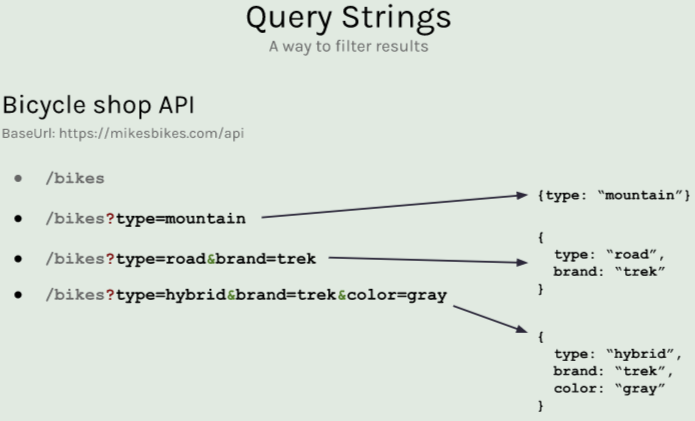 Query Strings
A way to filter results
Bicycle shop API
BaseUrl: https://mikesbikes.com/api
/bikes
/bikes?type=mountain
/bikes?type=road&brand=trek
/bikes?type=hybrid&brand=trek&color=gray
{type: “mountain”}
{
type: “road”,
brand: “trek”
}
{
type: “hybrid”,
brand: “trek”,
color: “gray”
}